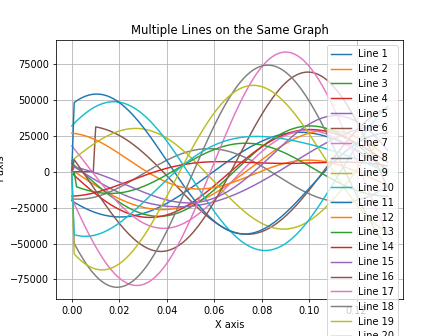 Multiple Lines on the Same Graph
75000
50000
25000
0
−25000
−50000
−75000
0.00
0.02
0.04
0.06
0.08
0.10
X axis
Line 1
Line 2
Line 3
Line 4
Line 5
Line 6
Line 7
Line 8
Line 9
Line 10
Line 11
Line 12
Line 13
Line 14
Line 15
Line 16
Line 17
Line 18
Line 19
Line 20